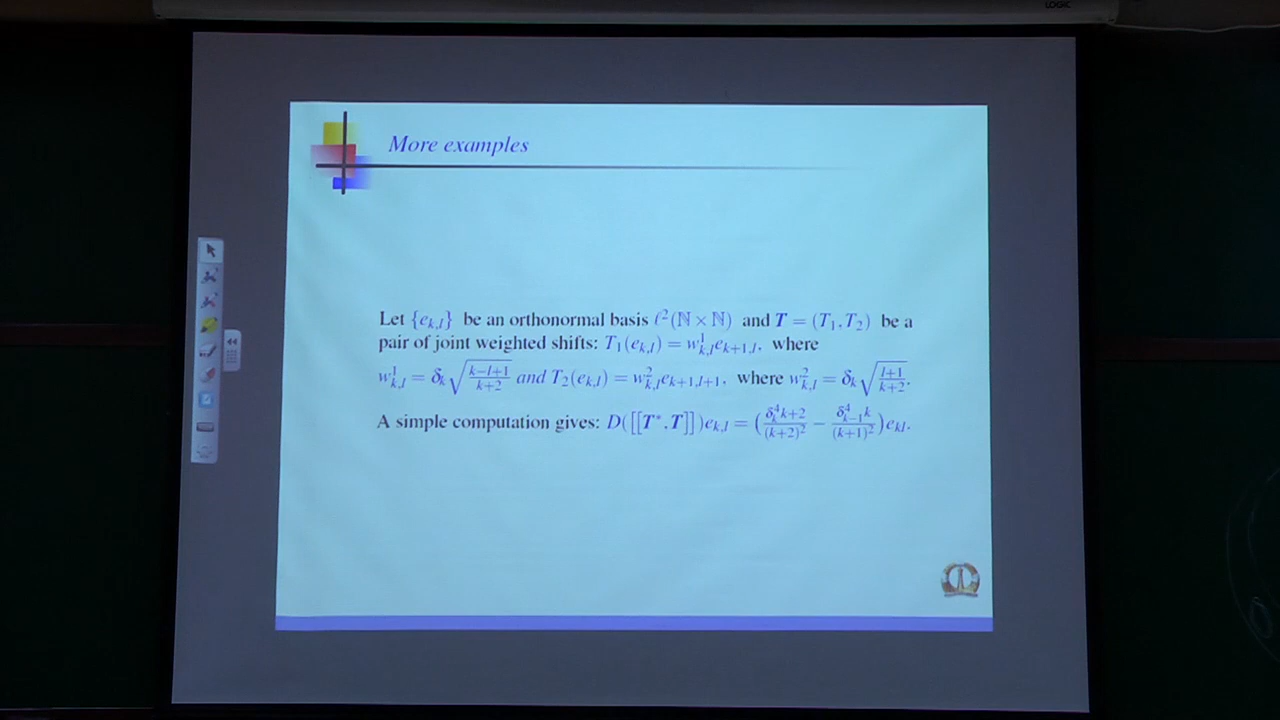 LOGIC
More examples
Let {e_{k,l}} be an orthonormal basis ℓ²(ℕ × ℕ) and T = (T₁, T₂) be a
pair of joint weighted shifts: T₁(e_{k,l}) = w¹_{k,l}e_{k+1,l}, where
w¹_{k,l} = δ_k√((k−l+1)/(k+2)) and T₂(e_{k,l}) = w²_{k,l}e_{k+1,l+1}, where w²_{k,l} = δ_k√((l+1)/(k+2)).
A simple computation gives: D([[T*, T]])e_{k,l} = (δ⁴_k k+2/(k+2)² − δ⁴_{k−1}k/(k+1)²)e_{kl}.